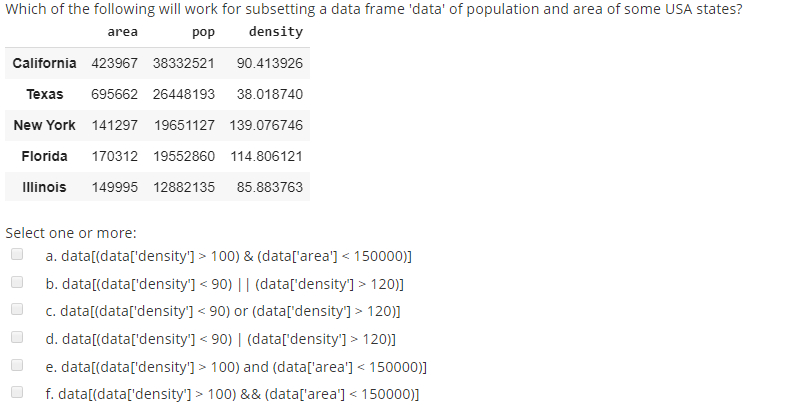 Which of the following will work for subsetting a data frame 'data' of population and area of some USA states?
area pop density
California 423967 38332521 90.413926
Texas 695662 26448193 38.018740
New York 141297 19651127 139.076746
Florida 170312 19552860 114.806121
Illinois 149995 12882135 85.883763
Select one or more:
a. data[(data['density'] > 100) & (data['area'] < 150000)]
b. data[(data['density'] < 90) || (data['density'] > 120)]
c. data[(data['density'] < 90) or (data['density'] > 120)]
d. data[(data['density'] < 90) | (data['density'] > 120)]
e. data[(data['density'] > 100) and (data['area'] < 150000)]
f. data[(data['density'] > 100) && (data['area'] < 150000)]